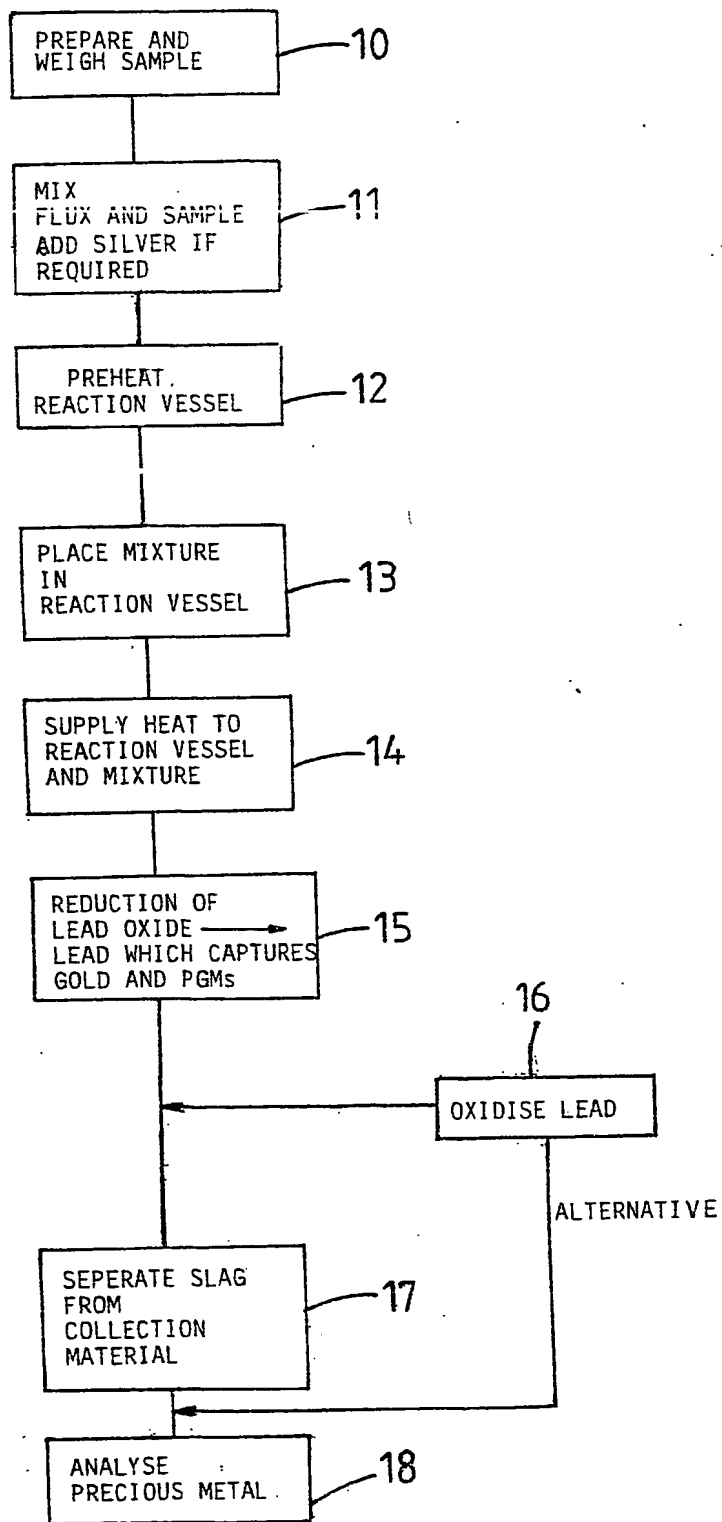 PREPARE AND
WEIGH SAMPLE
10
MIX
FLUX AND SAMPLE
ADD SILVER IF
REQUIRED
11
PREHEAT.
REACTION VESSEL
12
PLACE MIXTURE
IN
REACTION VESSEL
13
SUPPLY HEAT TO
REACTION VESSEL
AND MIXTURE
14
REDUCTION OF
LEAD OXIDE →
LEAD WHICH CAPTURES
GOLD AND PGMs
15
16
OXIDISE LEAD
ALTERNATIVE
SEPERATE SLAG
FROM
COLLECTION
MATERIAL
17
ANALYSE
PRECIOUS METAL
18